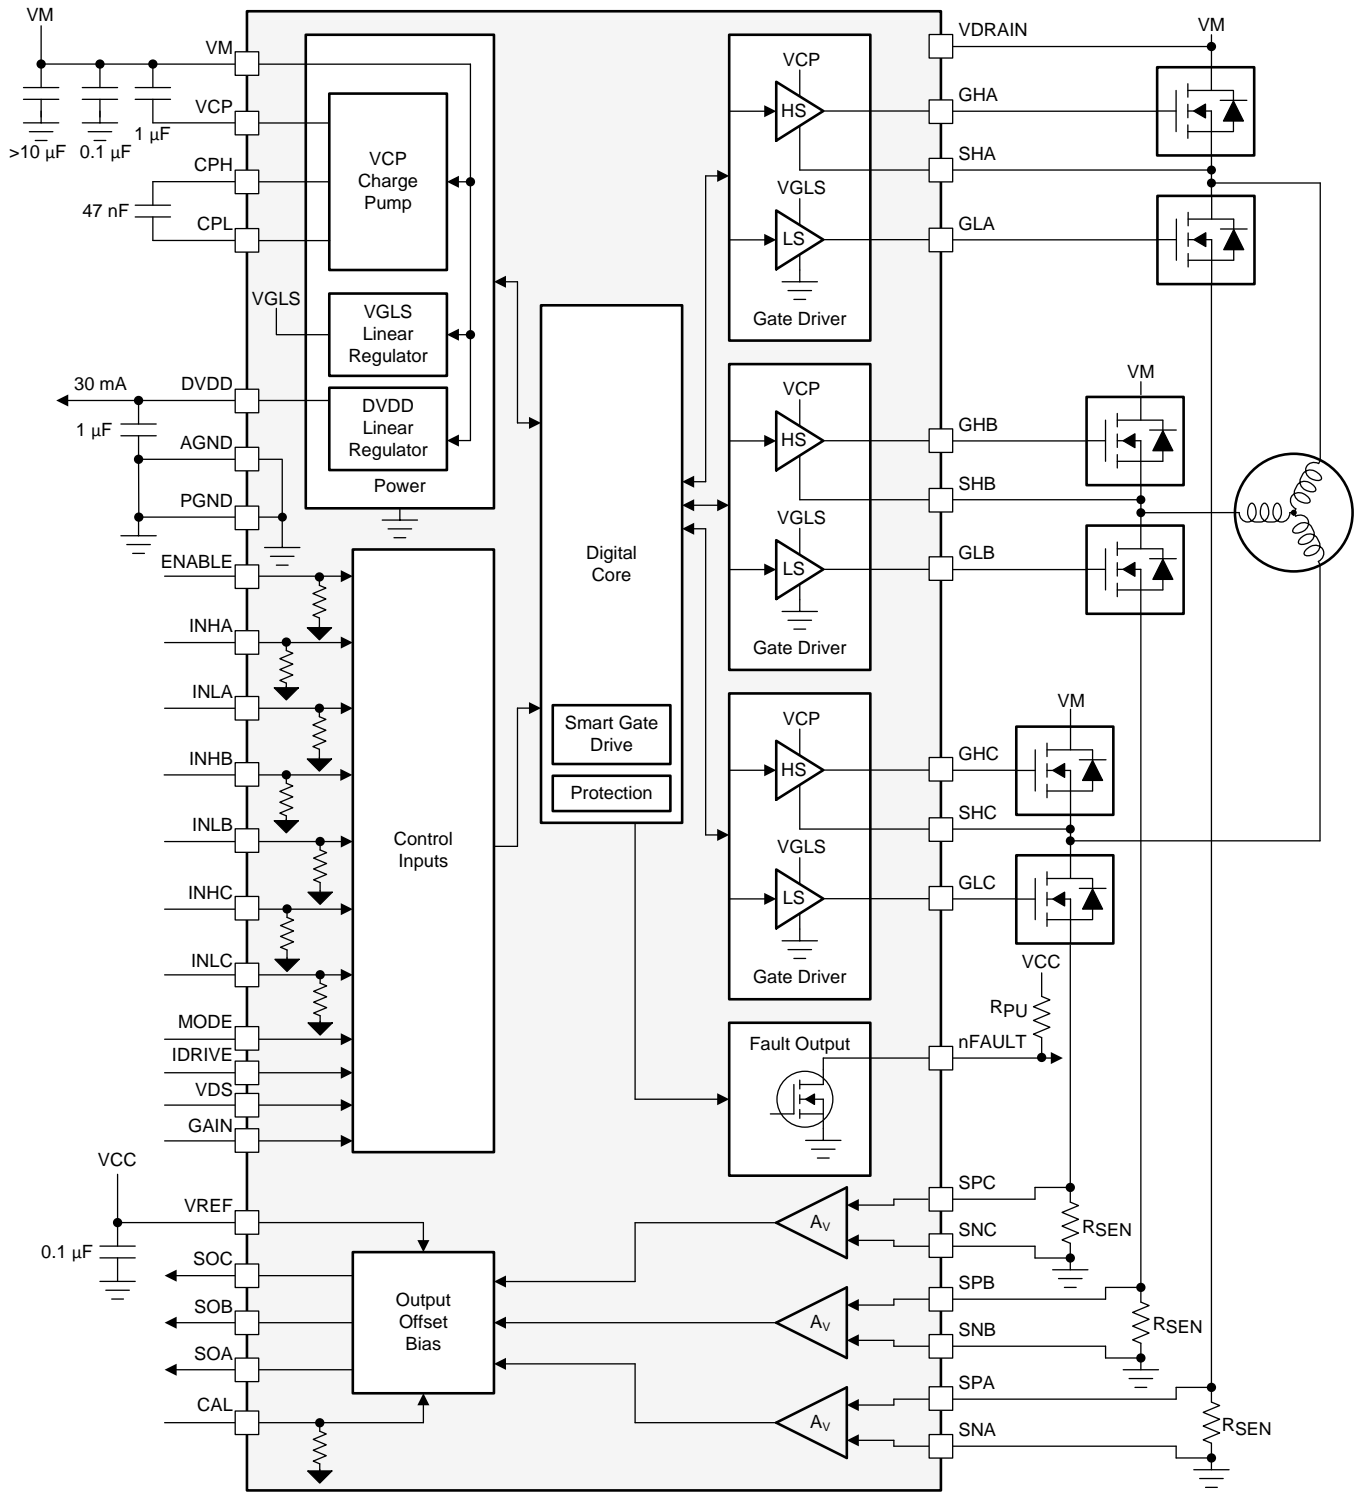 VM
VM
VCP
>10 µF
0.1 µF
1 µF
CPH
47 nF
CPL
VGLS
30 mA
DVDD
1 µF
AGND
PGND
ENABLE
INHA
INLA
INHB
INLB
INHC
INLC
MODE
IDRIVE
VDS
GAIN
VCC
VREF
0.1 µF
SOC
SOB
SOA
CAL
VCP
Charge
Pump
VGLS
Linear
Regulator
DVDD
Linear
Regulator
Power
Control
Inputs
Output
Offset
Bias
Digital
Core
Smart Gate
Drive
Protection
VCP
HS
VGLS
LS
Gate Driver
VCP
HS
VGLS
LS
Gate Driver
VCP
HS
VGLS
LS
Gate Driver
Fault Output
AV
AV
AV
VDRAIN
VM
GHA
SHA
GLA
VM
GHB
SHB
GLB
VM
GHC
SHC
GLC
VCC
RPU
nFAULT
SPC
RSEN
SNC
SPB
RSEN
SNB
SPA
RSEN
SNA